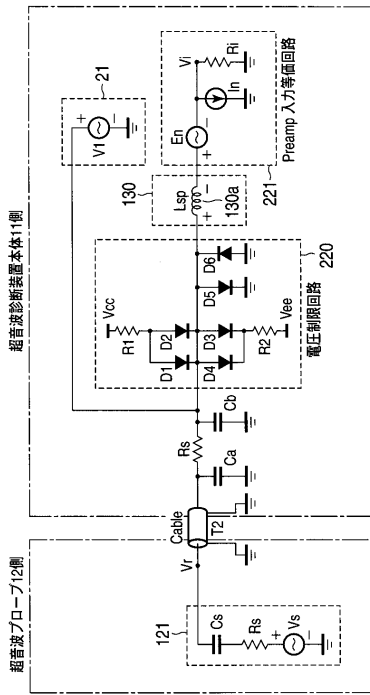 超音波プローブ12側
超音波診断装置本体11側
121
Cs
Rs
Vs
+
−
Vr
Cable
T2
Ca
Rs
Cb
Vcc
R1
D1
D2
D4
D3
R2
Vee
D5
D6
電圧制限回路
220
130
Lsp
+
−
130a
21
V1
+
−
En
+
−
Vi
In
Ri
Preamp 入力等価回路
221